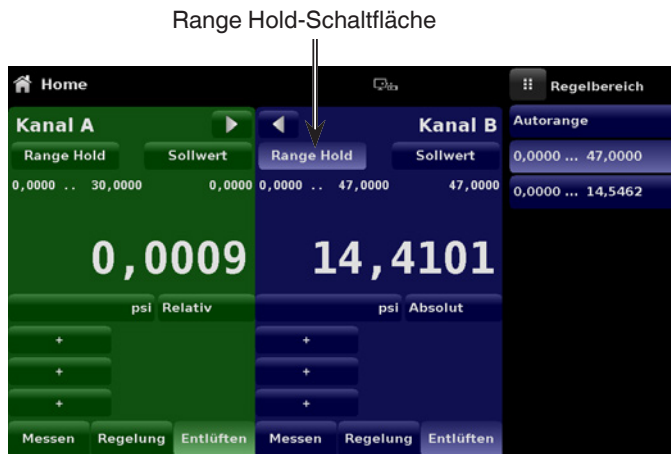 Range Hold-Schaltfläche
Home
Regelbereich
Kanal A
Kanal B
Autorange
Range Hold Sollwert
Range Hold Sollwert
0,0000 ... 47,0000
0,0000 .. 30,0000 0,0000
0,0000 .. 47,0000 47,0000
0,0000 ... 14,5462
0,0009
14,4101
psi Relativ
psi Absolut
+
+
+
+
+
+
Messen Regelung Entlüften
Messen Regelung Entlüften